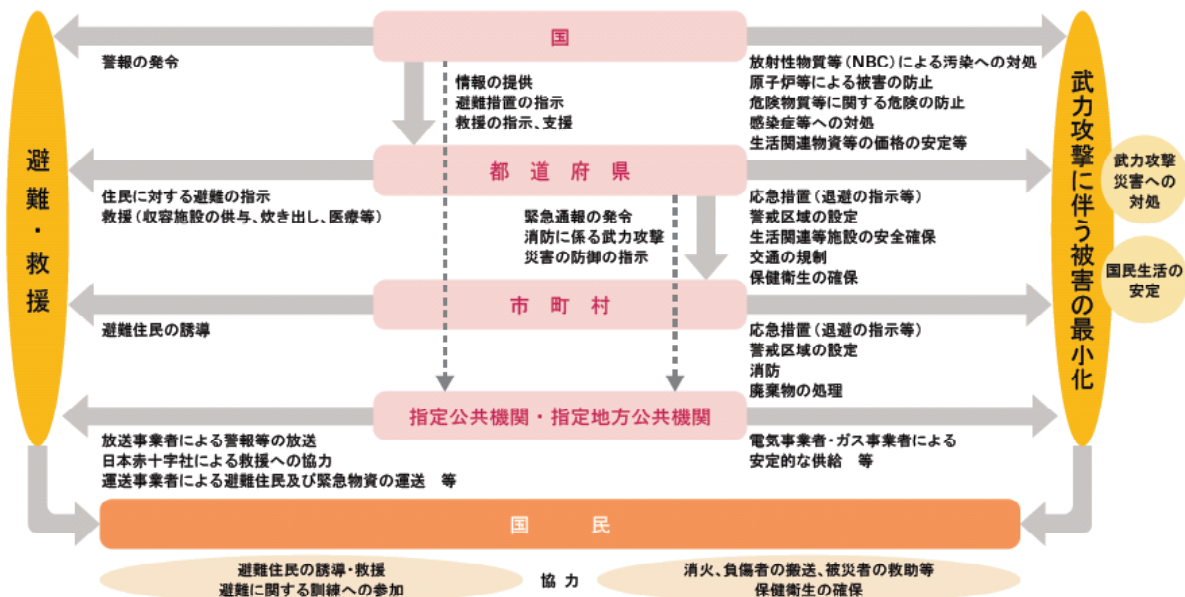 国
警報の発令
情報の提供
避難措置の指示
救援の指示、支援
放射性物質等(NBC)による汚染への対処
原子炉等による被害の防止
危険物質等に関する危険の防止
感染症等への対処
生活関連物資等の価格の安定等
避難・救援
武力攻撃に伴う被害の最小化
武力攻撃
災害への
対処
国民生活の
安定
都道府県
住民に対する避難の指示
救援(収容施設の供与、炊き出し、医療等)
緊急通報の発令
消防に係る武力攻撃
災害の防御の指示
応急措置(退避の指示等)
警戒区域の設定
生活関連等施設の安全確保
交通の規制
保健衛生の確保
市町村
避難住民の誘導
応急措置(退避の指示等)
警戒区域の設定
消防
廃棄物の処理
指定公共機関・指定地方公共機関
放送事業者による警報等の放送
日本赤十字社による救援への協力
運送事業者による避難住民及び緊急物資の運送 等
電気事業者・ガス事業者による
安定的な供給 等
国民
避難住民の誘導・救援
避難に関する訓練への参加
協力
消火、負傷者の搬送、被災者の救助等
保健衛生の確保